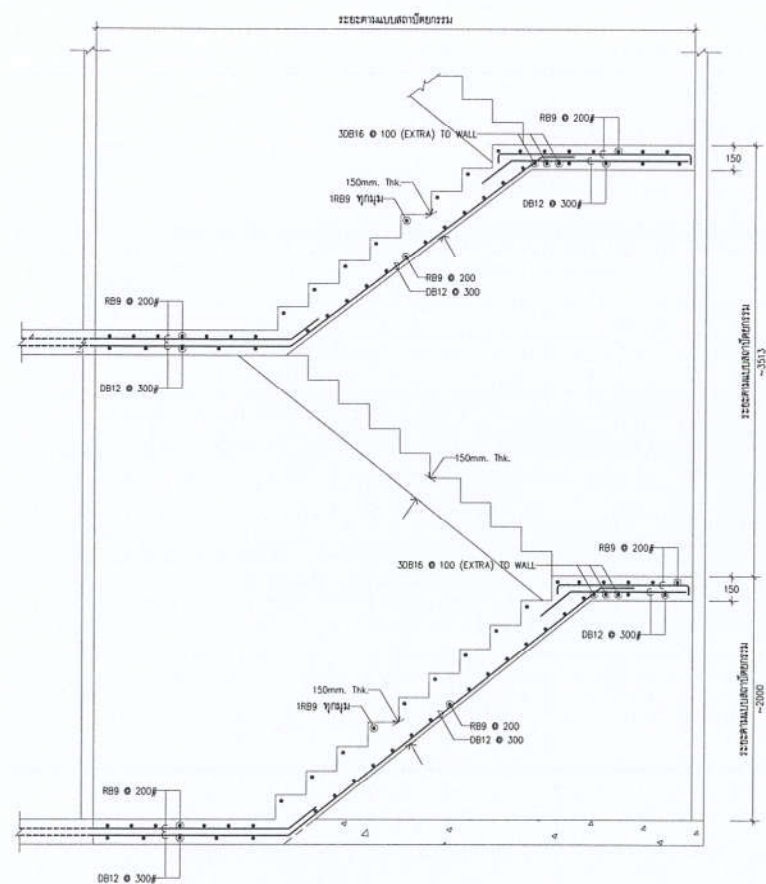 ระยะตามแบบสถาปัตยกรรม
RB9 @ 200#
3DB16 @ 100 (EXTRA) TO WALL
150
150mm. Thk.
1RB9 ทุกมุม
DB12 @ 300#
RB9 @ 200
DB12 @ 300
RB9 @ 200#
DB12 @ 300#
ระยะตามแบบสถาปัตยกรรม
~3513
150mm. Thk.
RB9 @ 200#
3DB16 @ 100 (EXTRA) TO WALL
150
DB12 @ 300#
150mm. Thk.
1RB9 ทุกมุม
RB9 @ 200
DB12 @ 300
ระยะตามแบบสถาปัตยกรรม
~2000
RB9 @ 200#
DB12 @ 300#